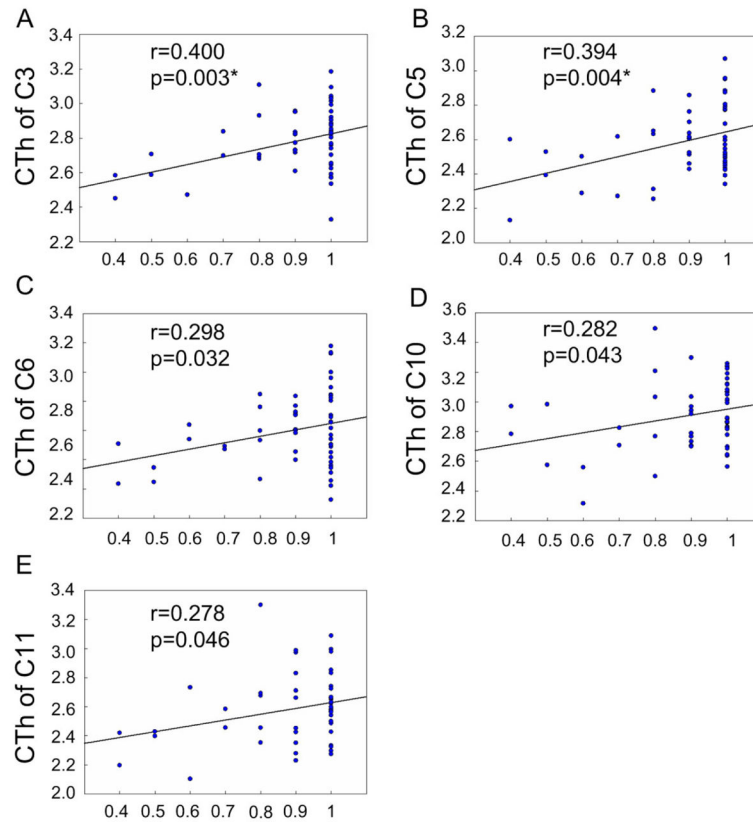 A
CTh of C3
r=0.400
p=0.003*
3.4
3.2
3.0
2.8
2.6
2.4
2.2
0.4 0.5 0.6 0.7 0.8 0.9 1
B
CTh of C5
r=0.394
p=0.004*
3.2
3.0
2.8
2.6
2.4
2.2
2.0
0.4 0.5 0.6 0.7 0.8 0.9 1
C
CTh of C6
r=0.298
p=0.032
3.4
3.2
3.0
2.8
2.6
2.4
2.2
0.4 0.5 0.6 0.7 0.8 0.9 1
D
CTh of C10
r=0.282
p=0.043
3.6
3.4
3.2
3.0
2.8
2.6
2.4
2.2
0.4 0.5 0.6 0.7 0.8 0.9 1
E
CTh of C11
r=0.278
p=0.046
3.4
3.2
3.0
2.8
2.6
2.4
2.2
2.0
0.4 0.5 0.6 0.7 0.8 0.9 1